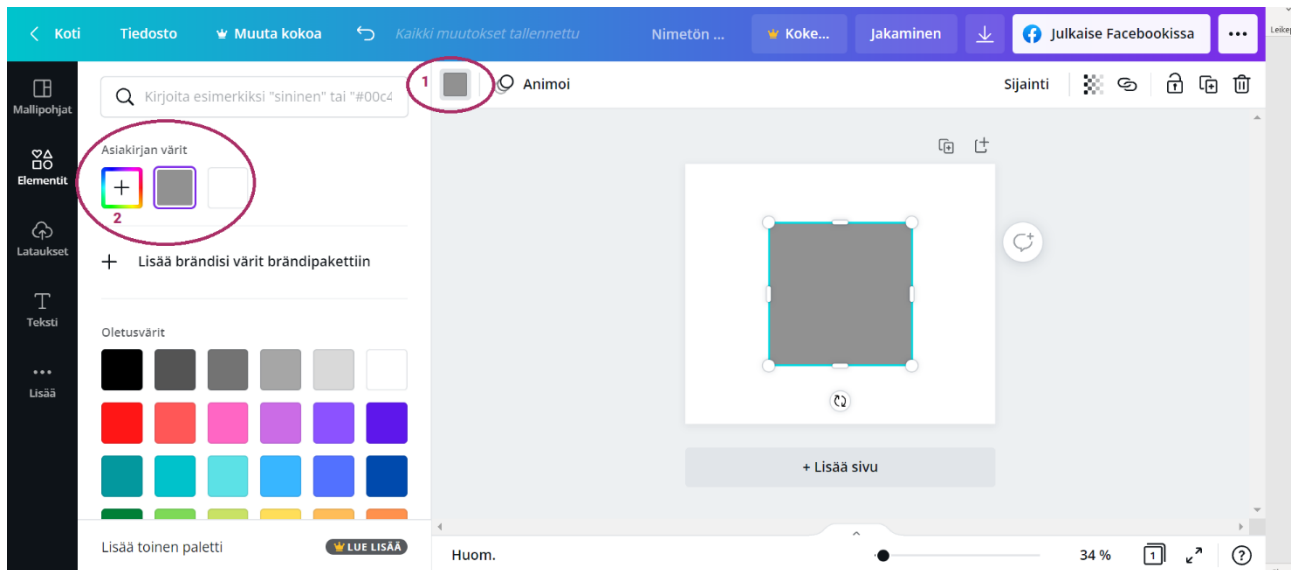 Koti Tiedosto Muuta kokoa Kaikki muutokset tallennettu Nimetön ... Koke... Jakaminen Julkaise Facebookissa
1 Animoi Sijainti
Mallipohjat
Kirjoita esimerkiksi "sininen" tai "#00c4
Asiakirjan värit
Elementit
2
Lataukset
+ Lisää brändisi värit brändipakettiin
Teksti
Oletusvärit
Lisää
+ Lisää sivu
Lisää toinen paletti LUE LISÄÄ
Huom. 34 % 1 ?